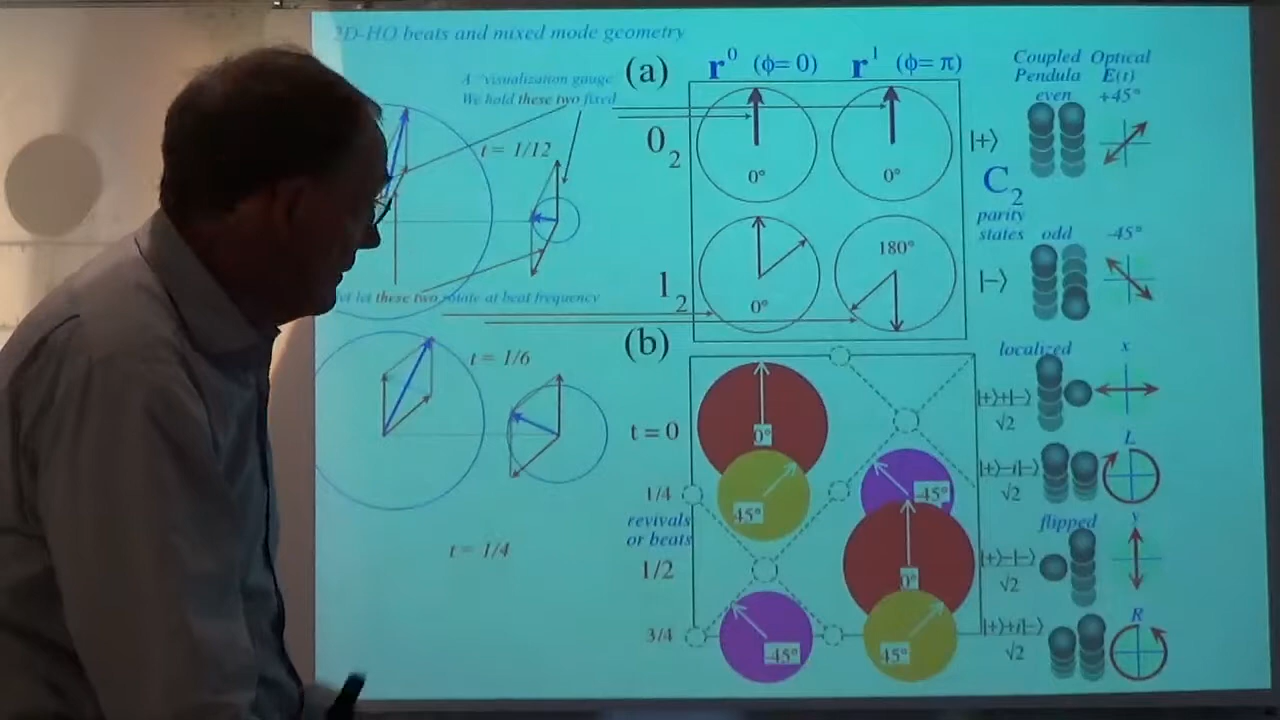 2D-HO beats and mixed mode geometry
A "visualization gauge
We hold these two fixed
t = 1/12
let these two rotate at beat frequency
t = 1/6
t = 1/4
(a)
r⁰ (ϕ= 0) r¹ (ϕ= π)
0₂
0° 0°
1₂
0° 180°
Coupled Optical
Pendula E(t)
even +45°
|+⟩
C₂
parity
states odd -45°
|−⟩
(b)
t = 0
0°
1/4
45° -45°
revivals
or beats
1/2
0°
3/4
-45° 45°
localized x
|+⟩+|−⟩
√2
L
|+⟩−i|−⟩
√2
flipped y
|+⟩−|−⟩
√2
R
|+⟩+i|−⟩
√2